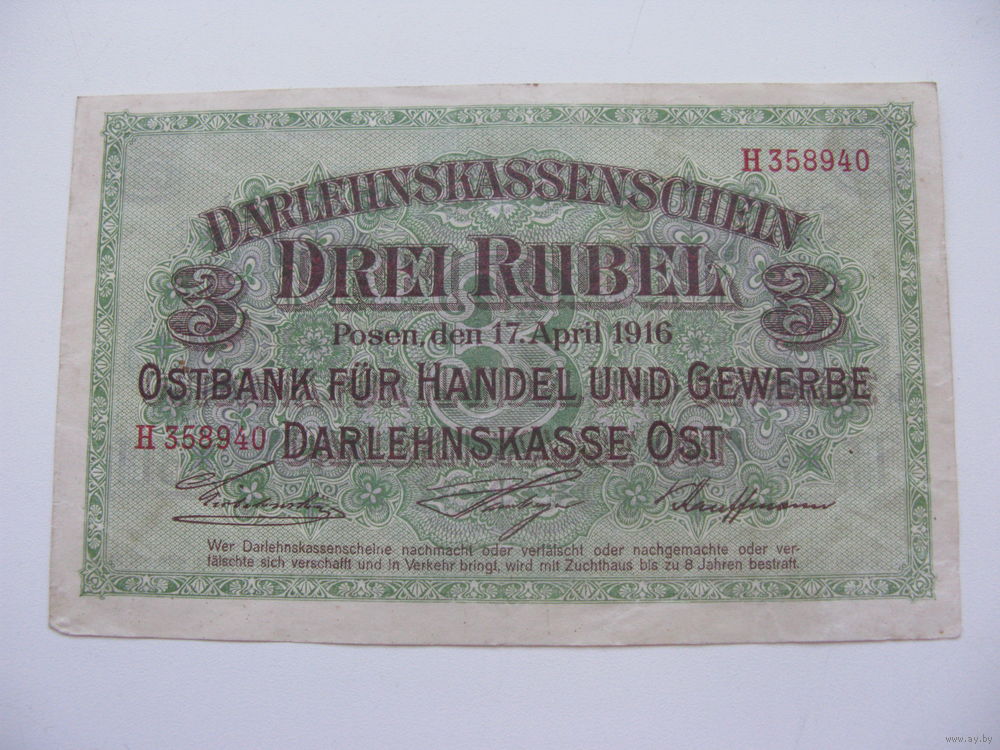 H 358940
DARLEHNSKASSENSCHEIN
3 DREI RUBEL 3
Posen, den 17. April 1916
OSTBANK FÜR HANDEL UND GEWERBE
H 358940 DARLEHNSKASSE OST
Kauffmann
Wer Darlehnskassenscheine nachmacht oder verfälscht oder nachgemachte oder ver-
fälschte sich verschafft und in Verkehr bringt, wird mit Zuchthaus bis zu 8 Jahren bestraft.
www.ay.by